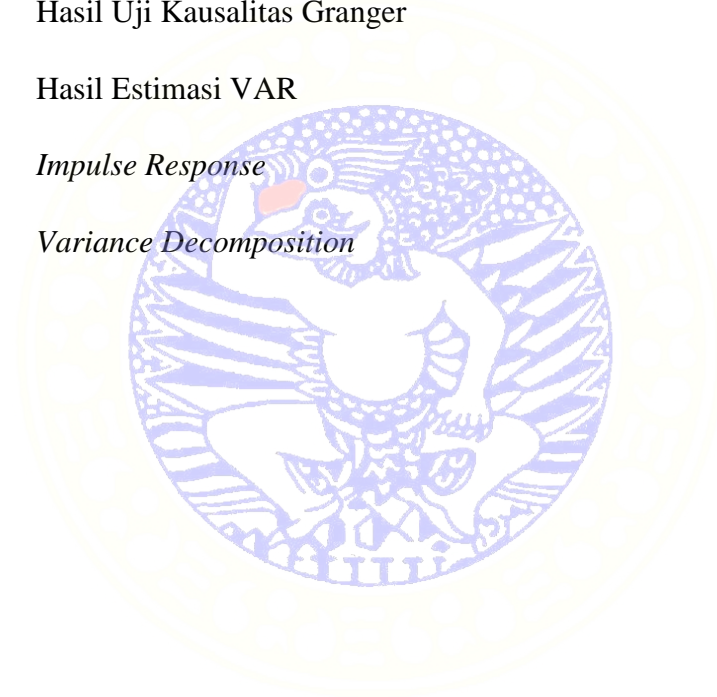 Hasil Uji Kausalitas Granger
Hasil Estimasi VAR
Impulse Response
Variance Decomposition